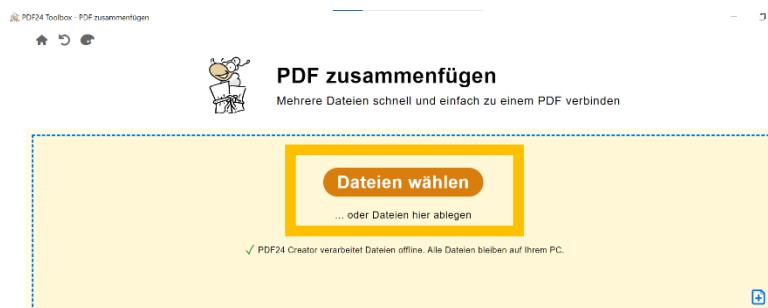 PDF24 Toolbox - PDF zusammenfügen
PDF zusammenfügen
Mehrere Dateien schnell und einfach zu einem PDF verbinden
Dateien wählen
... oder Dateien hier ablegen
✓ PDF24 Creator verarbeitet Dateien offline. Alle Dateien bleiben auf Ihrem PC.